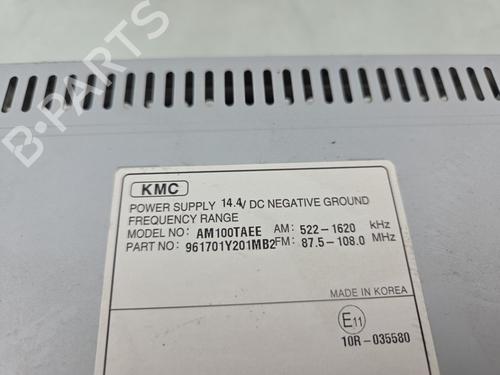 B-PARTS
KMC
POWER SUPPLY 14.4V DC NEGATIVE GROUND
FREQUENCY RANGE
MODEL NO: AM100TAEE AM: 522-1620 kHz
PART NO: 961701Y201MB2 FM: 87.5-108.0 MHz
MADE IN KOREA
E11
10R-035580